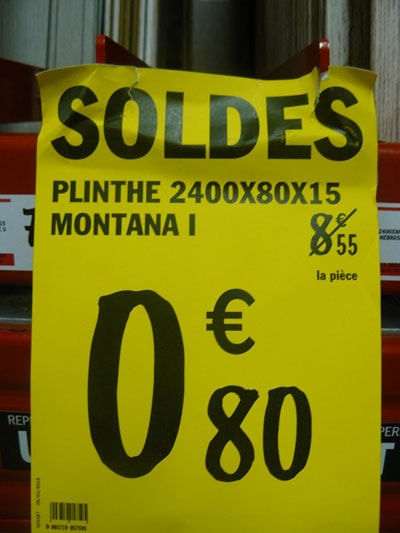 SOLDES
PLINTHE 2400X80X15
MONTANA I
8€55
la pièce
0€80